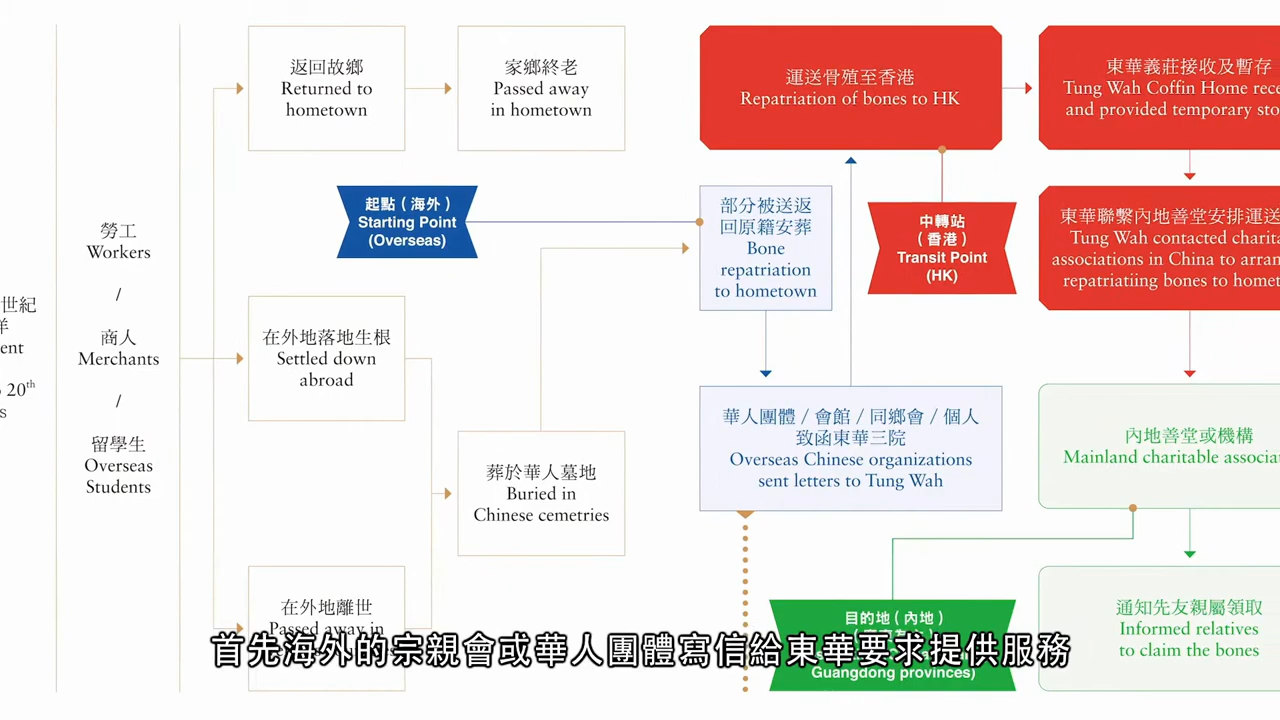 世紀
洋
ent
20th
s
勞工
Workers
/
商人
Merchants
/
留學生
Overseas
Students
返回故鄉
Returned to
hometown
家鄉終老
Passed away
in hometown
起點（海外）
Starting Point
(Overseas)
在外地落地生根
Settled down
abroad
葬於華人墓地
Buried in
Chinese cemetries
在外地離世
Passed away in
運送骨殖至香港
Repatriation of bones to HK
部分被送返
回原籍安葬
Bone
repatriation
to hometown
中轉站
（香港）
Transit Point
(HK)
華人團體 / 會館 / 同鄉會 / 個人
致函東華三院
Overseas Chinese organizations
sent letters to Tung Wah
東華義莊接收及暫存
Tung Wah Coffin Home rece
and provided temporary sto
東華聯繫內地善堂安排運送
Tung Wah contacted charita
associations in China to arran
repatriatiing bones to homet
內地善堂或機構
Mainland charitable associa
目的地（內地）
Guangdong provinces)
通知先友親屬領取
Informed relatives
to claim the bones
首先海外的宗親會或華人團體寫信給東華要求提供服務